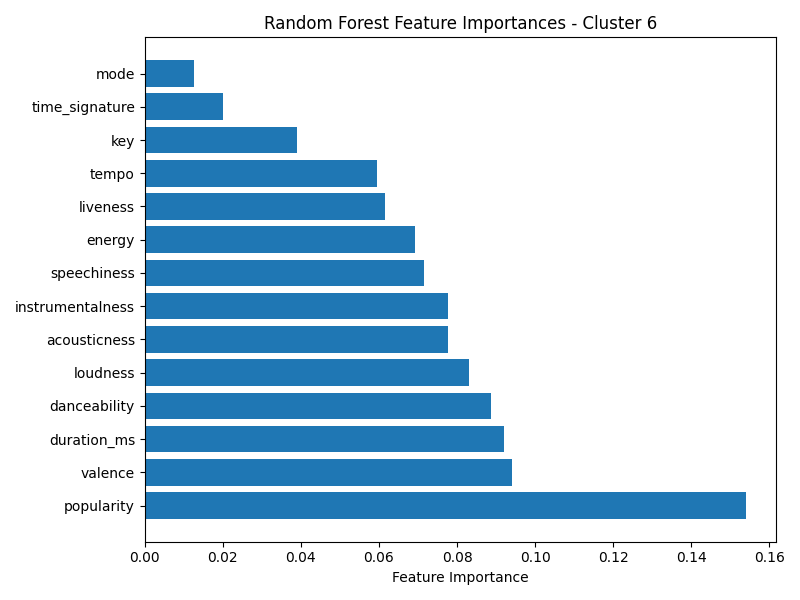 Random Forest Feature Importances - Cluster 6
mode
time_signature
key
tempo
liveness
energy
speechiness
instrumentalness
acousticness
loudness
danceability
duration_ms
valence
popularity
0.00 0.02 0.04 0.06 0.08 0.10 0.12 0.14 0.16
Feature Importance